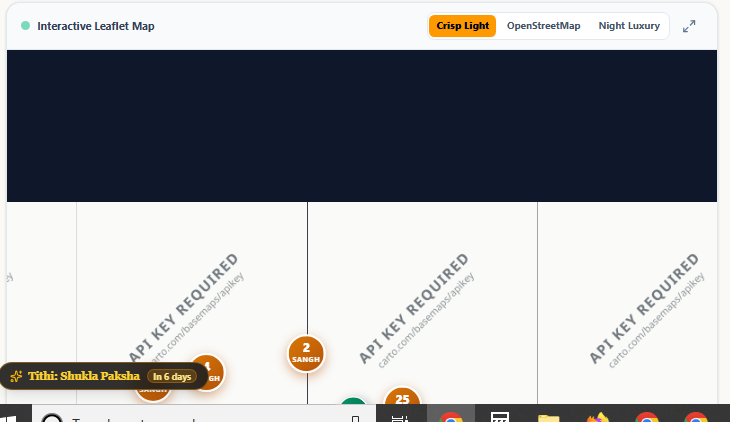 Interactive Leaflet Map
Crisp Light
OpenStreetMap
Night Luxury
API KEY REQUIRED
carto.com/basemaps/apikey
API KEY REQUIRED
carto.com/basemaps/apikey
API KEY REQUIRED
carto.com/basemaps/apikey
2
SANGH
4
25
Tithi: Shukla Paksha
In 6 days